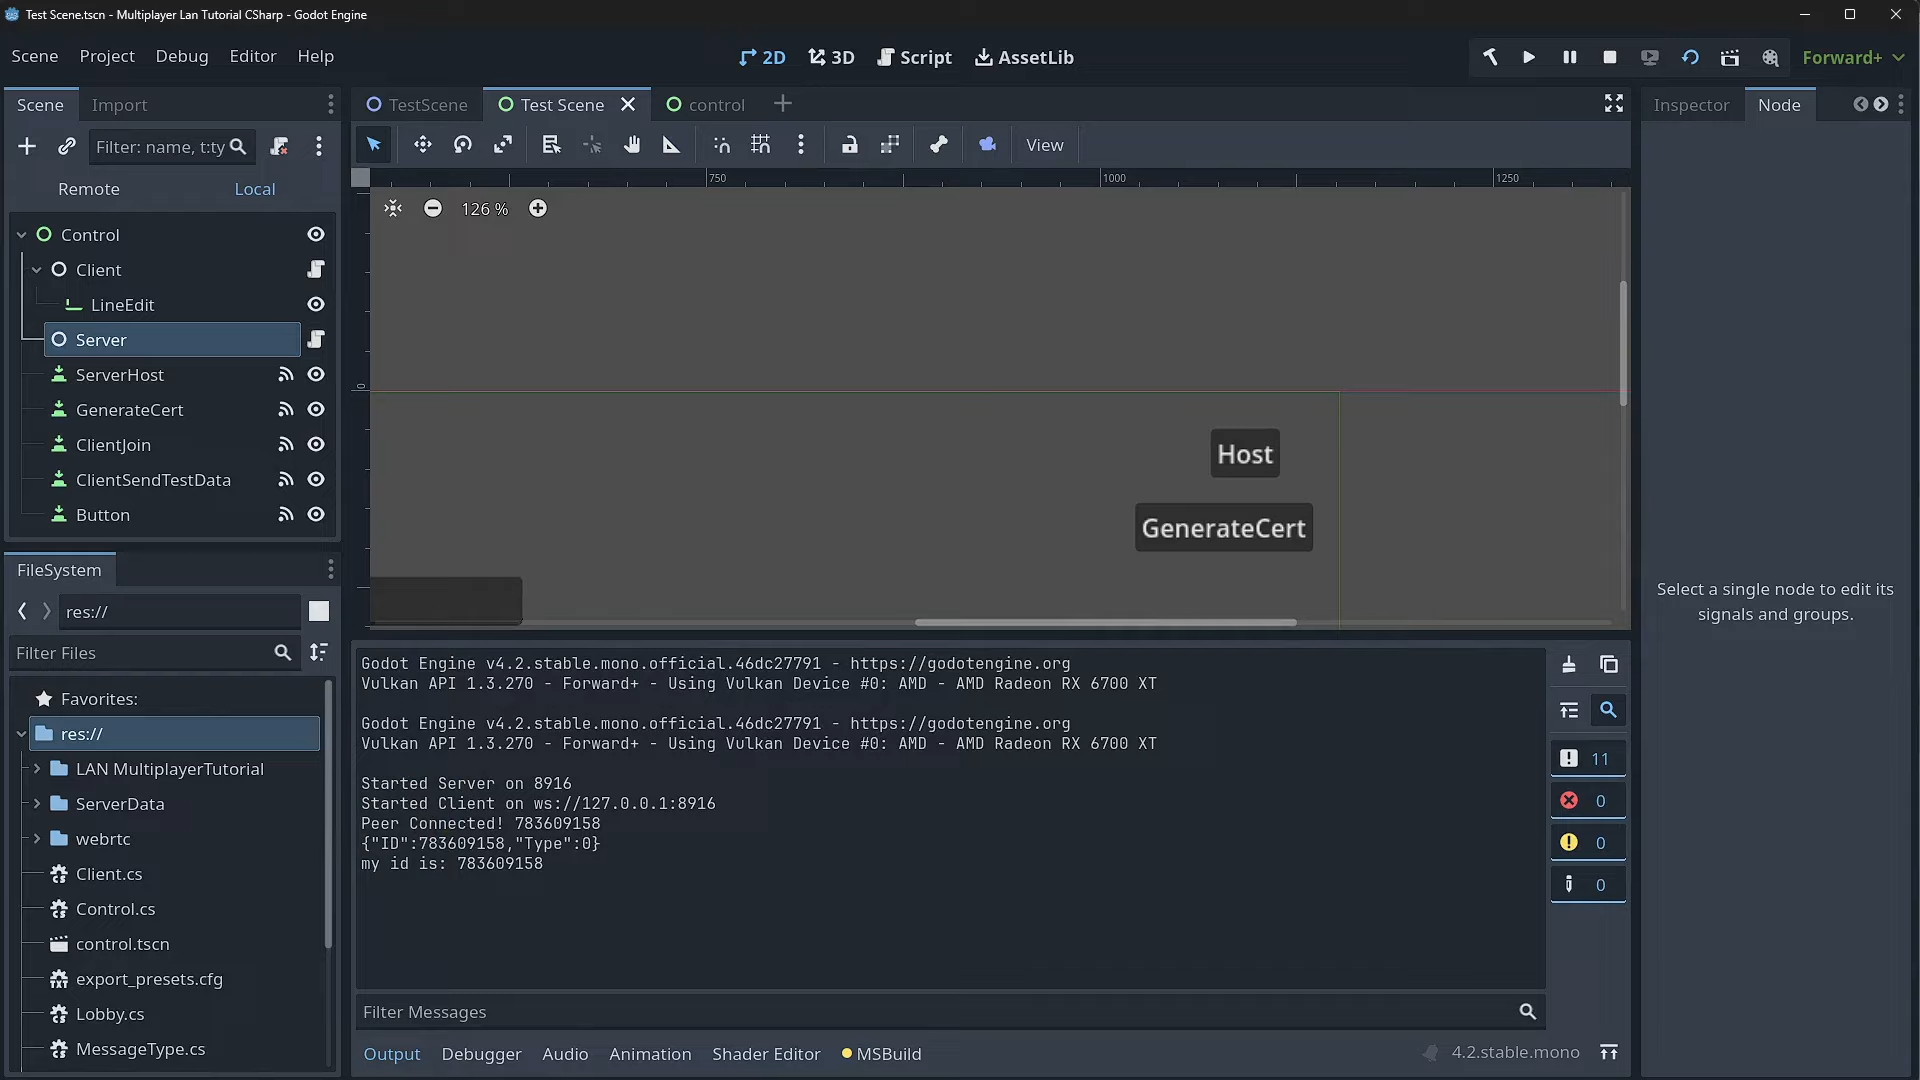 Test Scene.tscn - Multiplayer Lan Tutorial CSharp - Godot Engine
Scene Project Debug Editor Help
2D 3D Script AssetLib
Forward+
Scene Import
TestScene Test Scene control
Inspector Node
Filter: name, t:ty
View
Remote Local
750 1000 1250
126 %
Control
Client
LineEdit
Server
ServerHost
GenerateCert
ClientJoin
ClientSendTestData
Button
0
Host
GenerateCert
Select a single node to edit its
signals and groups.
FileSystem
res://
Filter Files
Favorites:
res://
LAN MultiplayerTutorial
ServerData
webrtc
Client.cs
Control.cs
control.tscn
export_presets.cfg
Lobby.cs
MessageType.cs
Godot Engine v4.2.stable.mono.official.46dc27791 - https://godotengine.org
Vulkan API 1.3.270 - Forward+ - Using Vulkan Device #0: AMD - AMD Radeon RX 6700 XT
Godot Engine v4.2.stable.mono.official.46dc27791 - https://godotengine.org
Vulkan API 1.3.270 - Forward+ - Using Vulkan Device #0: AMD - AMD Radeon RX 6700 XT
Started Server on 8916
Started Client on ws://127.0.0.1:8916
Peer Connected! 783609158
{"ID":783609158,"Type":0}
my id is: 783609158
11
0
0
0
Filter Messages
Output Debugger Audio Animation Shader Editor MSBuild
4.2.stable.mono